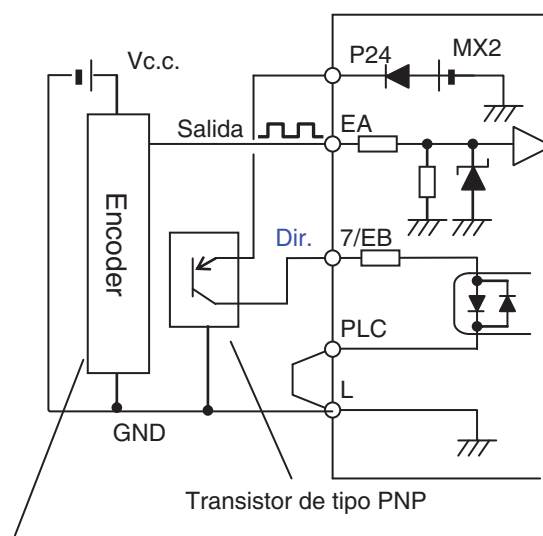 Vc.c.
P24
MX2
Salida
EA
Encoder
Dir.
7/EB
PLC
L
GND
Transistor de tipo PNP